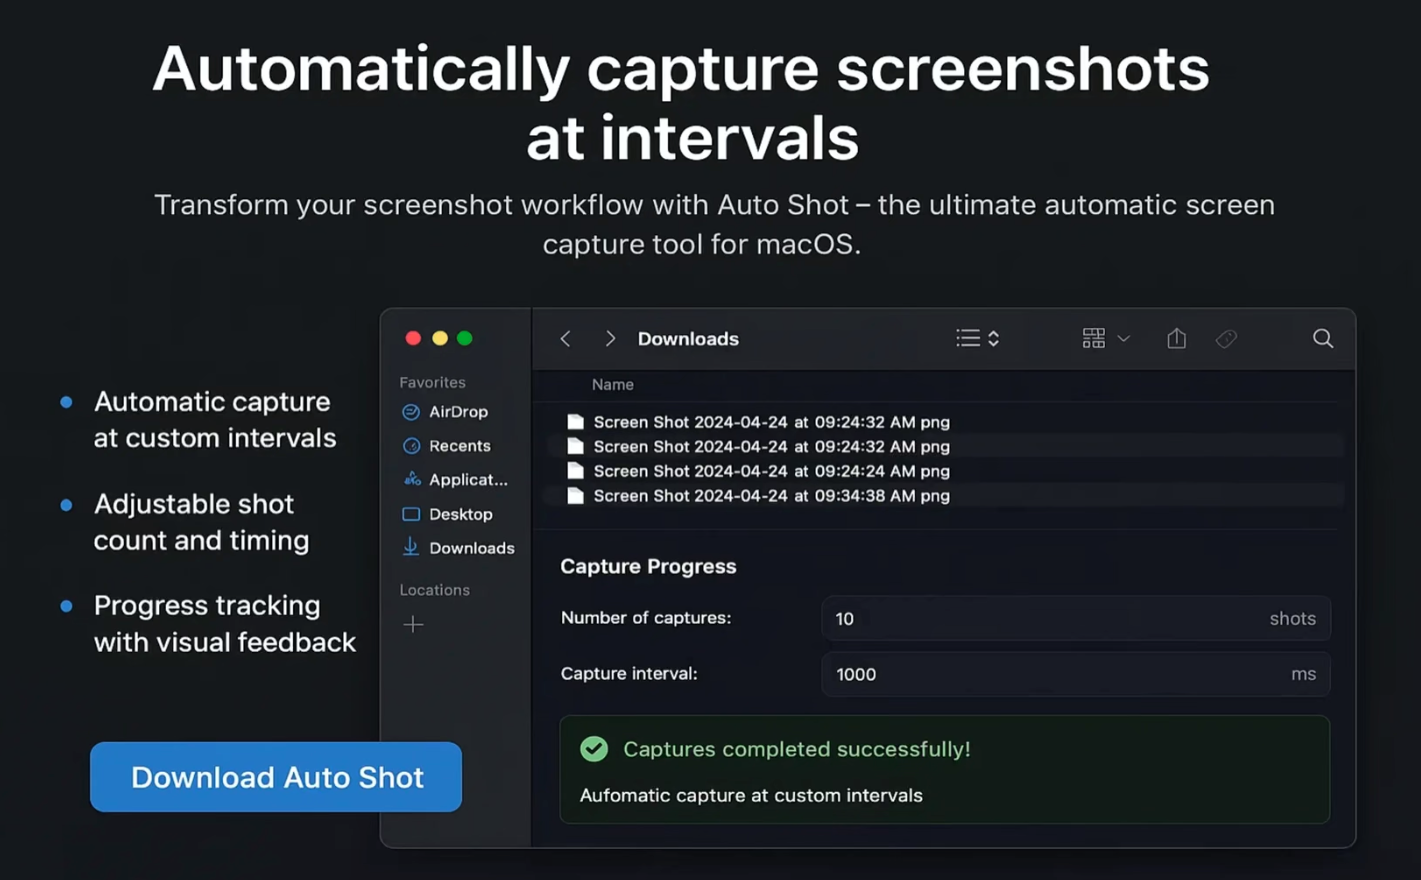 Automatically capture screenshots
at intervals
Transform your screenshot workflow with Auto Shot – the ultimate automatic screen
capture tool for macOS.
Automatic capture
at custom intervals
Adjustable shot
count and timing
Progress tracking
with visual feedback
Download Auto Shot
Favorites
AirDrop
Recents
Applicat...
Desktop
Downloads
Locations
Downloads
Name
Screen Shot 2024-04-24 at 09:24:32 AM png
Screen Shot 2024-04-24 at 09:24:32 AM png
Screen Shot 2024-04-24 at 09:24:24 AM png
Screen Shot 2024-04-24 at 09:34:38 AM png
Capture Progress
Number of captures: 10 shots
Capture interval: 1000 ms
Captures completed successfully!
Aufomatic capture at custom intervals